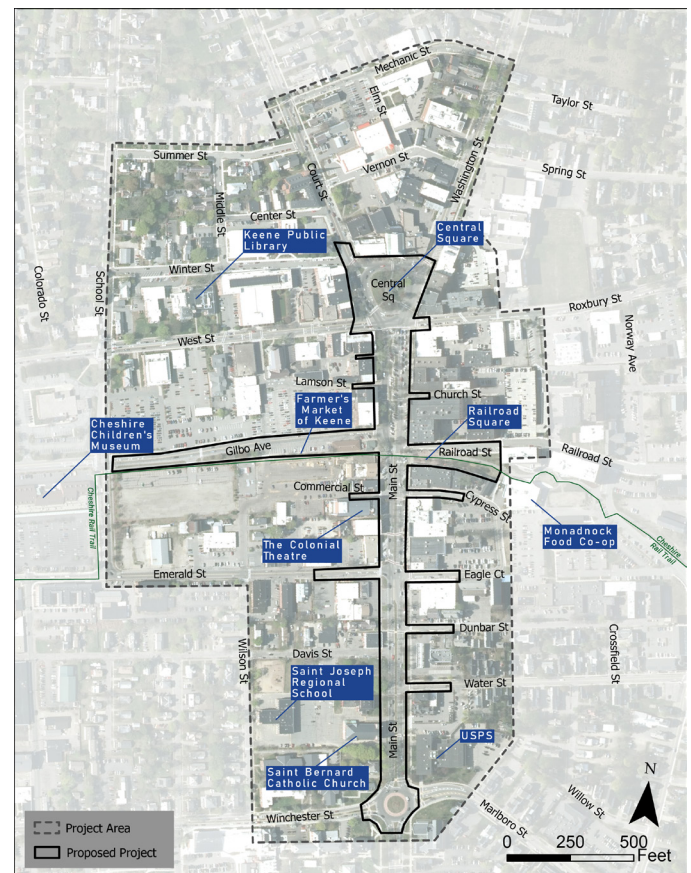 Mechanic St
Elm St
Taylor St
Summer St
Court St
Vernon St
Washington St
Spring St
Middle St
Center St
Keene Public
Library
Central
Square
Colorado St
School St
Winter St
Central
Sq
Roxbury St
Norway Ave
West St
Lamson St
Church St
Farmer's
Market
of Keene
Railroad
Square
Cheshire
Children's
Museum
Gilbo Ave
Railroad St
Railroad St
Main St
Commercial St
Cypress St
Cheshire Rail Trail
The Colonial
Theatre
Monadnock
Food Co-op
Cheshire
Rail Trail
Emerald St
Eagle Ct
Dunbar St
Wilson St
Davis St
Crossfield St
Saint Joseph
Regional
School
Water St
Main St
USPS
Saint Bernard
Catholic Church
Winchester St
Marlboro St
Willow St
N
Project Area
Proposed Project
0 250 500
Feet